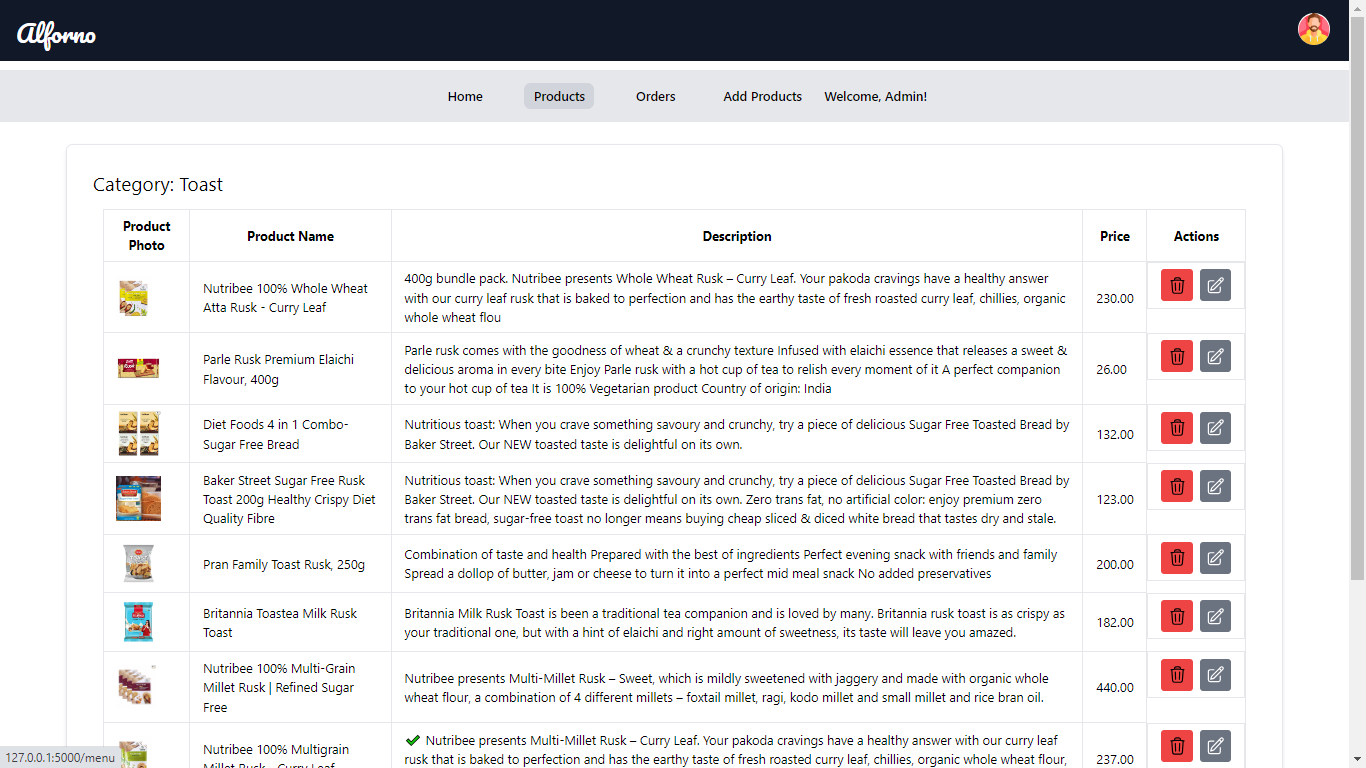 Alforno
Home Products Orders Add Products Welcome, Admin!
Category: Toast
Product Photo Product Name Description Price Actions
Nutribee 100% Whole Wheat
Atta Rusk - Curry Leaf
400g bundle pack. Nutribee presents Whole Wheat Rusk – Curry Leaf. Your pakoda cravings have a healthy answer
with our curry leaf rusk that is baked to perfection and has the earthy taste of fresh roasted curry leaf, chillies, organic
whole wheat flou
230.00
Parle Rusk Premium Elaichi
Flavour, 400g
Parle rusk comes with the goodness of wheat & a crunchy texture Infused with elaichi essence that releases a sweet &
delicious aroma in every bite Enjoy Parle rusk with a hot cup of tea to relish every moment of it A perfect companion
to your hot cup of tea It is 100% Vegetarian product Country of origin: India
26.00
Diet Foods 4 in 1 Combo-
Sugar Free Bread
Nutritious toast: When you crave something savoury and crunchy, try a piece of delicious Sugar Free Toasted Bread by
Baker Street. Our NEW toasted taste is delightful on its own.
132.00
Baker Street Sugar Free Rusk
Toast 200g Healthy Crispy Diet
Quality Fibre
Nutritious toast: When you crave something savoury and crunchy, try a piece of delicious Sugar Free Toasted Bread by
Baker Street. Our NEW toasted taste is delightful on its own. Zero trans fat, no artificial color: enjoy premium zero
trans fat bread, sugar-free toast no longer means buying cheap sliced & diced white bread that tastes dry and stale.
123.00
Pran Family Toast Rusk, 250g
Combination of taste and health Prepared with the best of ingredients Perfect evening snack with friends and family
Spread a dollop of butter, jam or cheese to turn it into a perfect mid meal snack No added preservatives
200.00
Britannia Toastea Milk Rusk
Toast
Britannia Milk Rusk Toast is been a traditional tea companion and is loved by many. Britannia rusk toast is as crispy as
your traditional one, but with a hint of elaichi and right amount of sweetness, its taste will leave you amazed.
182.00
Nutribee 100% Multi-Grain
Millet Rusk | Refined Sugar
Free
Nutribee presents Multi-Millet Rusk – Sweet, which is mildly sweetened with jaggery and made with organic whole
wheat flour, a combination of 4 different millets – foxtail millet, ragi, kodo millet and small millet and rice bran oil.
440.00
Nutribee 100% Multigrain
Millet Rusk - Curry Leaf
✔ Nutribee presents Multi-Millet Rusk – Curry Leaf. Your pakoda cravings have a healthy answer with our curry leaf
rusk that is baked to perfection and has the earthy taste of fresh roasted curry leaf, chillies, organic whole wheat flour,
237.00
127.0.0.1:5000/menu